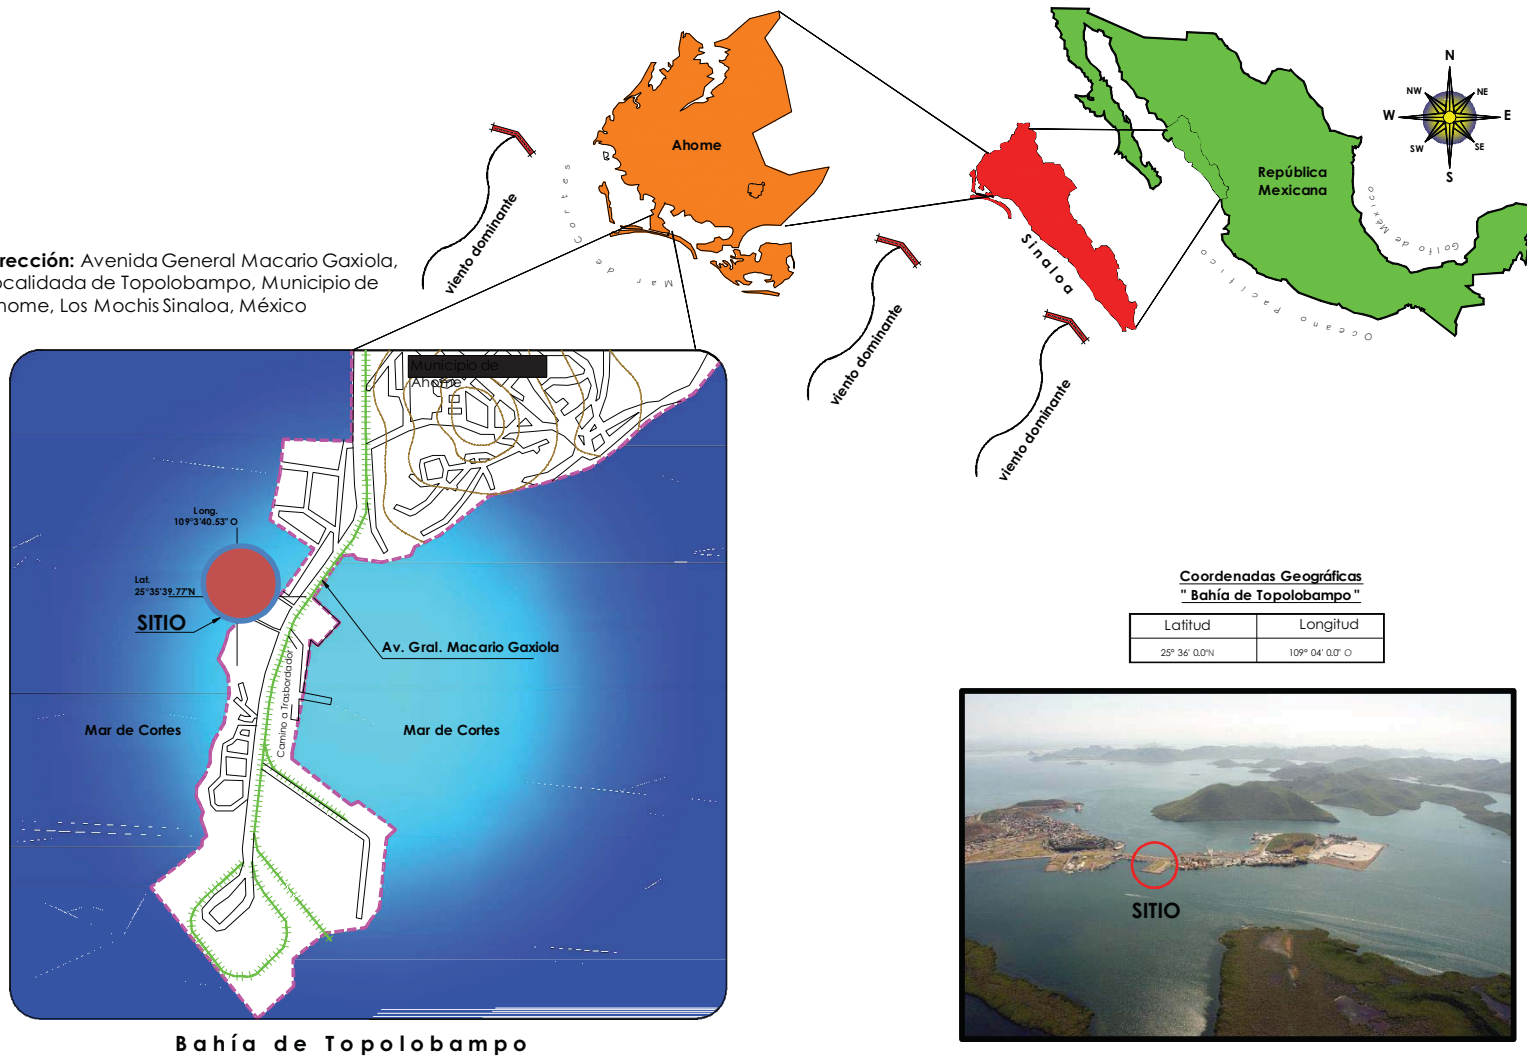 Ahome
República
Mexicana
N
NW
NE
W
E
SW
SE
S
viento dominante
Mar de Cortes
Sinaloa
Golfo de México
Oceano Pacifico
viento dominante
viento dominante
rección: Avenida General Macario Gaxiola,
ocalidada de Topolobampo, Municipio de
home, Los Mochis Sinaloa, México
Municipio de
Ahome
Long.
109°3'40.53" O
Lat.
25°35'39.77"N
SITIO
Av. Gral. Macario Gaxiola
Camino a Trasbordador
Mar de Cortes
Mar de Cortes
Bahía de Topolobampo
Coordenadas Geográficas
" Bahía de Topolobampo "
Latitud Longitud
25° 36' 0.0"N 109° 04' 0.0" O
SITIO